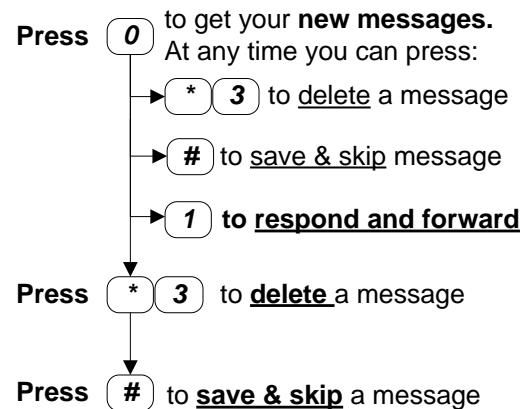 to get your new messages.
Press 0 At any time you can press:
* 3 to delete a message
# to save & skip message
1 to respond and forward
Press * 3 to delete a message
Press # to save & skip a message